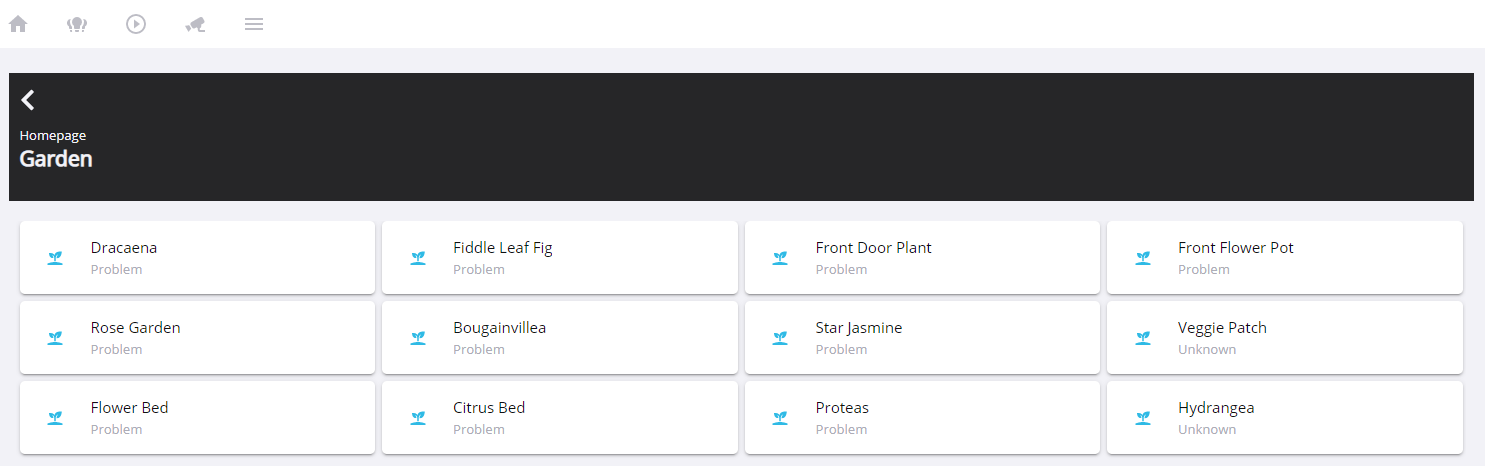 Homepage
Garden
Dracaena
Problem
Fiddle Leaf Fig
Problem
Front Door Plant
Problem
Front Flower Pot
Problem
Rose Garden
Problem
Bougainvillea
Problem
Star Jasmine
Problem
Veggie Patch
Unknown
Flower Bed
Problem
Citrus Bed
Problem
Proteas
Problem
Hydrangea
Unknown